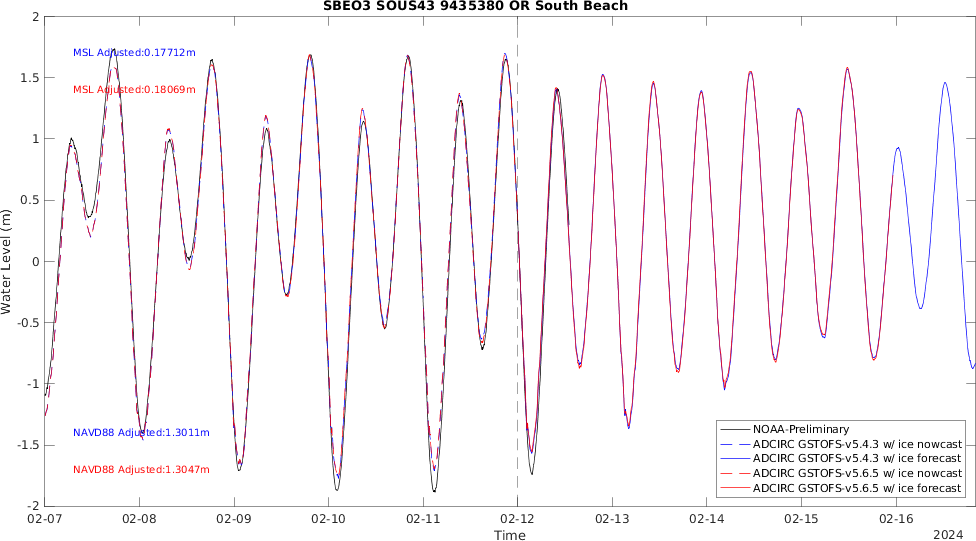 SBEO3 SOUS43 9435380 OR South Beach
2
1.5
1
0.5
0
-0.5
-1
-1.5
-2
Water Level (m)
MSL Adjusted:0.17712m
MSL Adjusted:0.18069m
NAVD88 Adjusted:1.3011m
NAVD88 Adjusted:1.3047m
NOAA-Preliminary
ADCIRC GSTOFS-v5.4.3 w/ ice nowcast
ADCIRC GSTOFS-v5.4.3 w/ ice forecast
ADCIRC GSTOFS-v5.6.5 w/ ice nowcast
ADCIRC GSTOFS-v5.6.5 w/ ice forecast
02-07 02-08 02-09 02-10 02-11 02-12 02-13 02-14 02-15 02-16
Time
2024